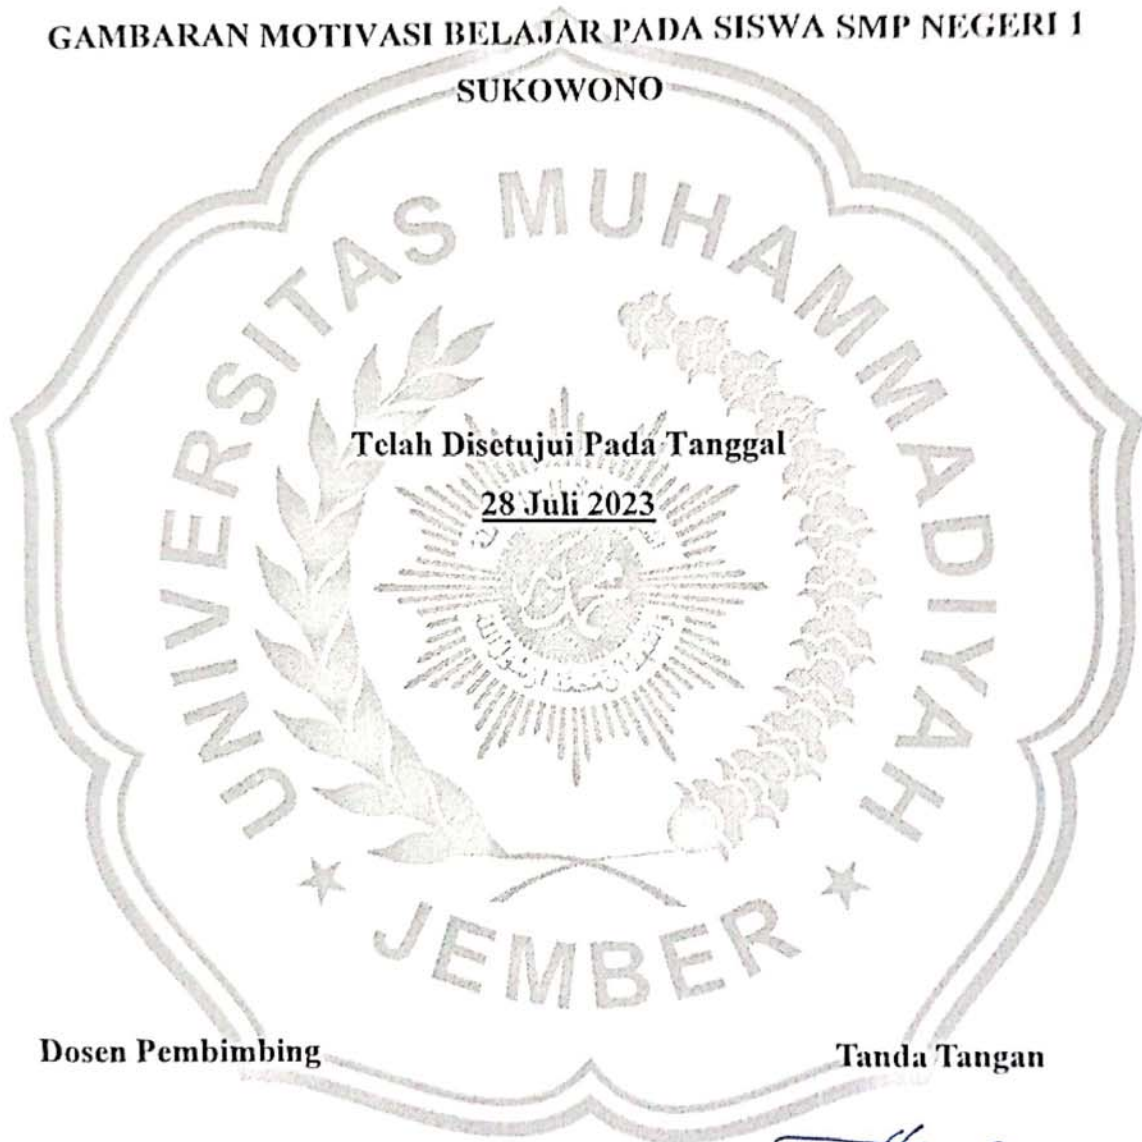 GAMBARAN MOTIVASI BELAJAR PADA SISWA SMP NEGERI 1
SUKOWONO
UNIVERSITAS MUHAMMADIYAH
Telah Disetujui Pada Tanggal
28 Juli 2023
JEMBER
Dosen Pembimbing
Tanda Tangan